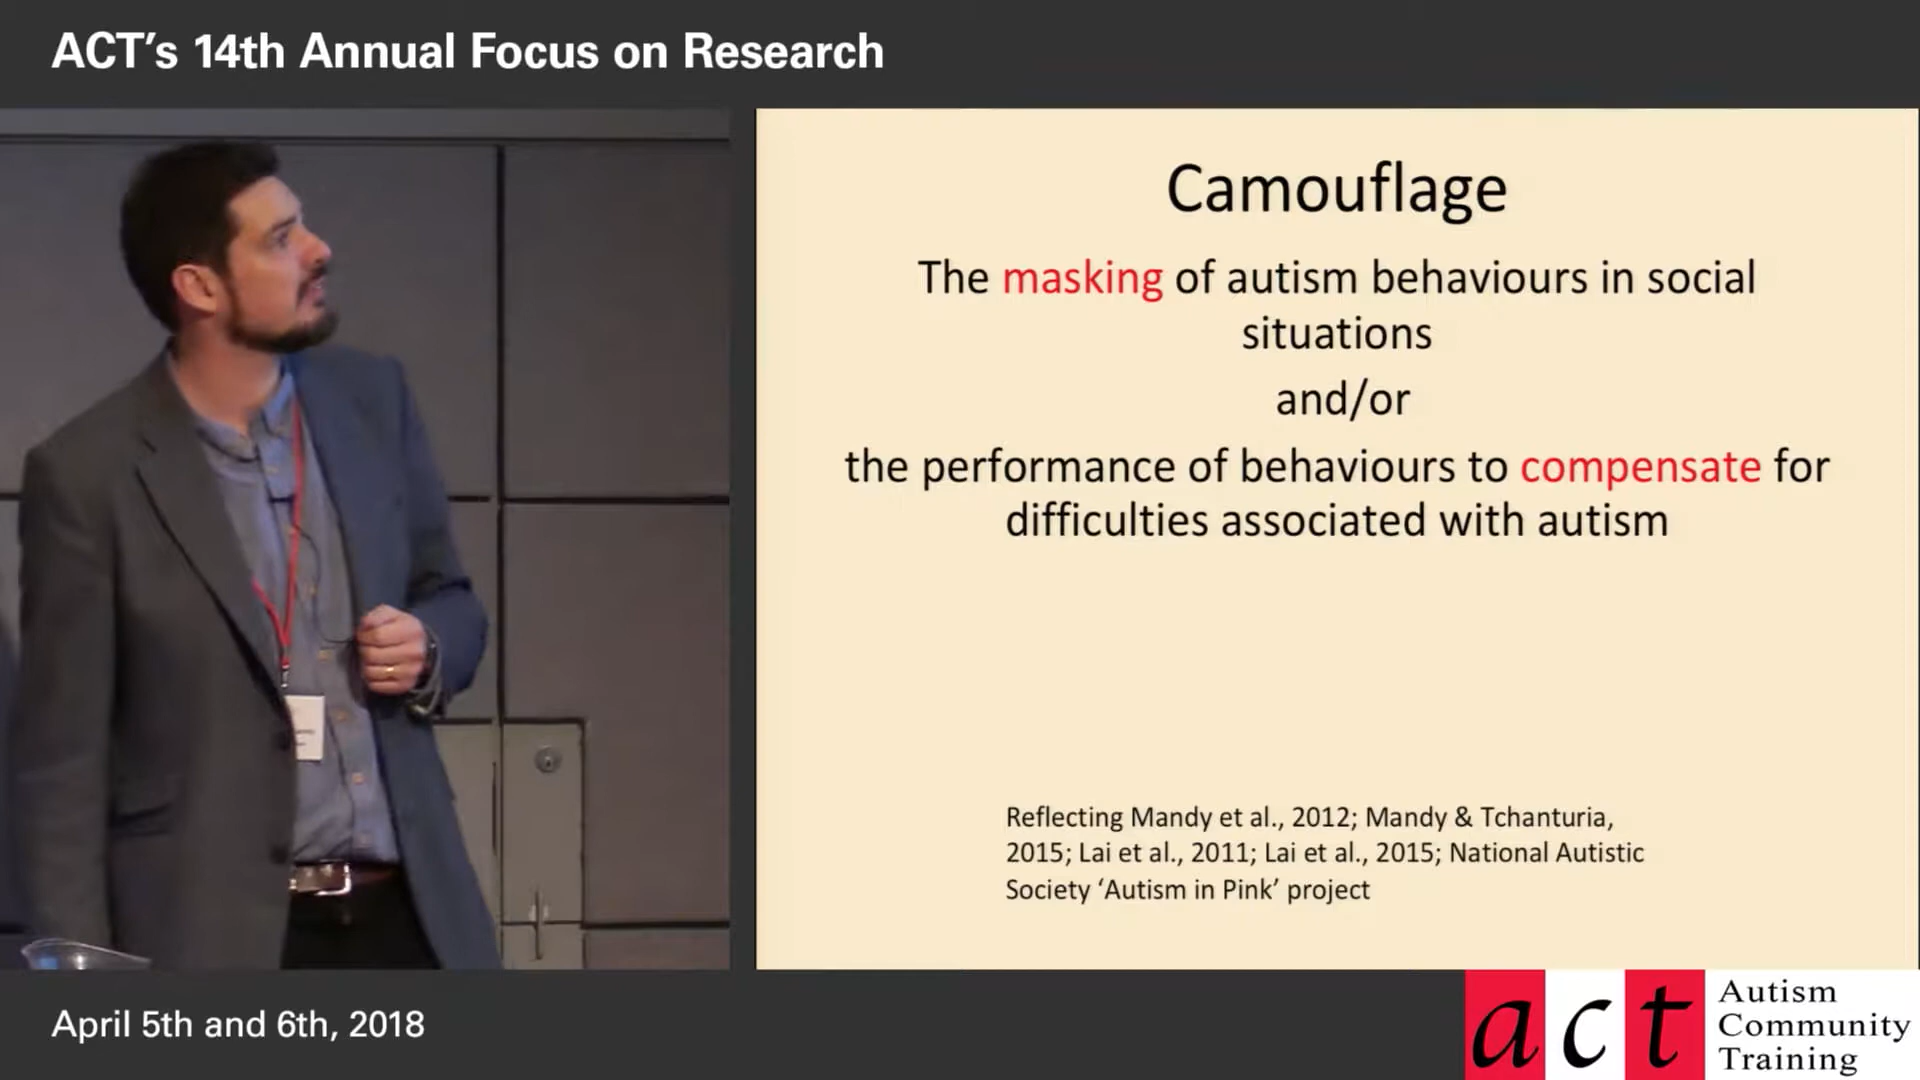 ACT's 14th Annual Focus on Research
Camouflage
The masking of autism behaviours in social
situations
and/or
the performance of behaviours to compensate for
difficulties associated with autism
Reflecting Mandy et al., 2012; Mandy & Tchanturia,
2015; Lai et al., 2011; Lai et al., 2015; National Autistic
Society ‘Autism in Pink’ project
April 5th and 6th, 2018
act
Autism
Community
Training